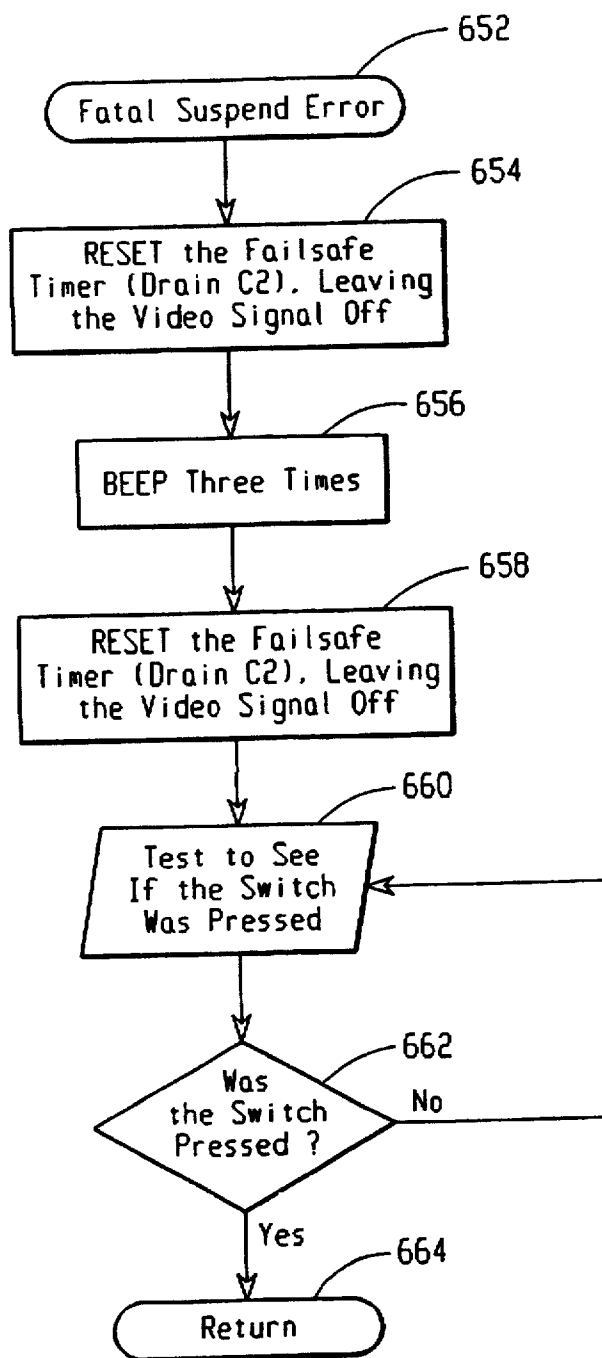 652
Fatal Suspend Error
654
RESET the Failsafe
Timer (Drain C2), Leaving
the Video Signal Off
656
BEEP Three Times
658
RESET the Failsafe
Timer (Drain C2), Leaving
the Video Signal Off
660
Test to See
If the Switch
Was Pressed
662
Was
the Switch
Pressed ?
No
Yes
664
Return